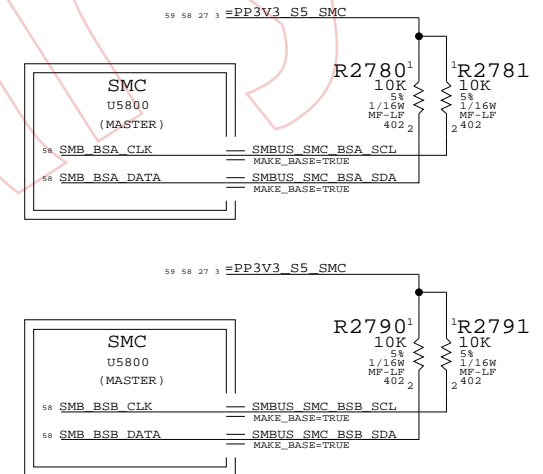 59 58 27 3 =PP3V3_S5_SMC
R2780 1
10K
5%
1/16W
MF-LF
402 2
1 R2781
10K
5%
1/16W
MF-LF
2 402
SMC
U5800
(MASTER)
58 SMB_BSA_CLK SMBUS_SMC_BSA_SCL
MAKE_BASE=TRUE
58 SMB_BSA_DATA SMBUS_SMC_BSA_SDA
MAKE_BASE=TRUE
59 58 27 3 =PP3V3_S5_SMC
R2790 1
10K
5%
1/16W
MF-LF
402 2
1 R2791
10K
5%
1/16W
MF-LF
2 402
SMC
U5800
(MASTER)
58 SMB_BSB_CLK SMBUS_SMC_BSB_SCL
MAKE_BASE=TRUE
58 SMB_BSB_DATA SMBUS_SMC_BSB_SDA
MAKE_BASE=TRUE